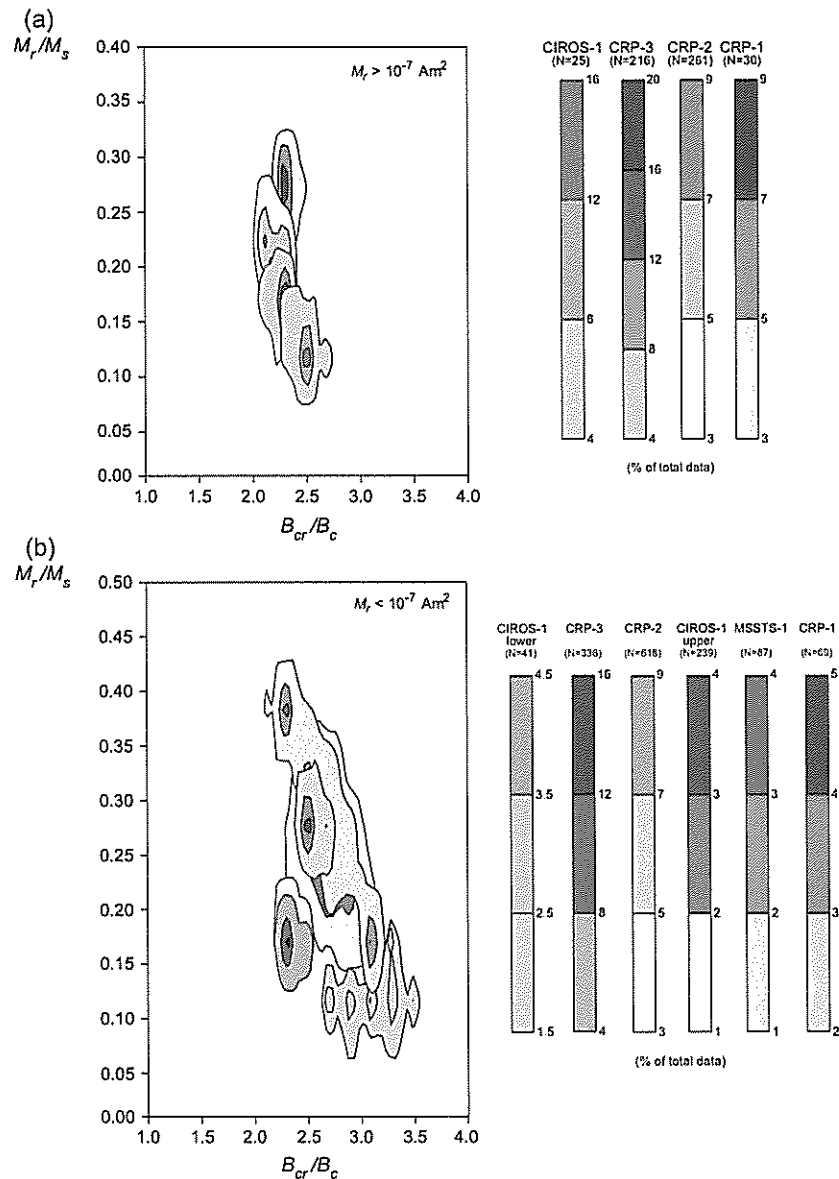 (a)
Mr/Ms
0.40
0.35
0.30
0.25
0.20
0.15
0.10
0.05
0.00
1.0 1.5 2.0 2.5 3.0 3.5 4.0
Bcr/Bc
Mr > 10⁻⁷ Am²
CIROS-1 CRP-3 CRP-2 CRP-1
(N=25) (N=216) (N=261) (N=30)
16 20 9 9
16
12 7 7
12
8 5 5
8
4 4 3 3
(% of total data)
(b)
Mr/Ms
0.50
0.45
0.40
0.35
0.30
0.25
0.20
0.15
0.10
0.05
0.00
1.0 1.5 2.0 2.5 3.0 3.5 4.0
Bcr/Bc
Mr < 10⁻⁷ Am²
CIROS-1 lower CRP-3 CRP-2 CIROS-1 upper MSSTS-1 CRP-1
(N=41) (N=336) (N=618) (N=239) (N=87)
4.5 16 9 4 4 5
3.5 12 7 3 3 4
2.5 8 5 2 2 3
1.5 4 3 1 1 2
(% of total data)